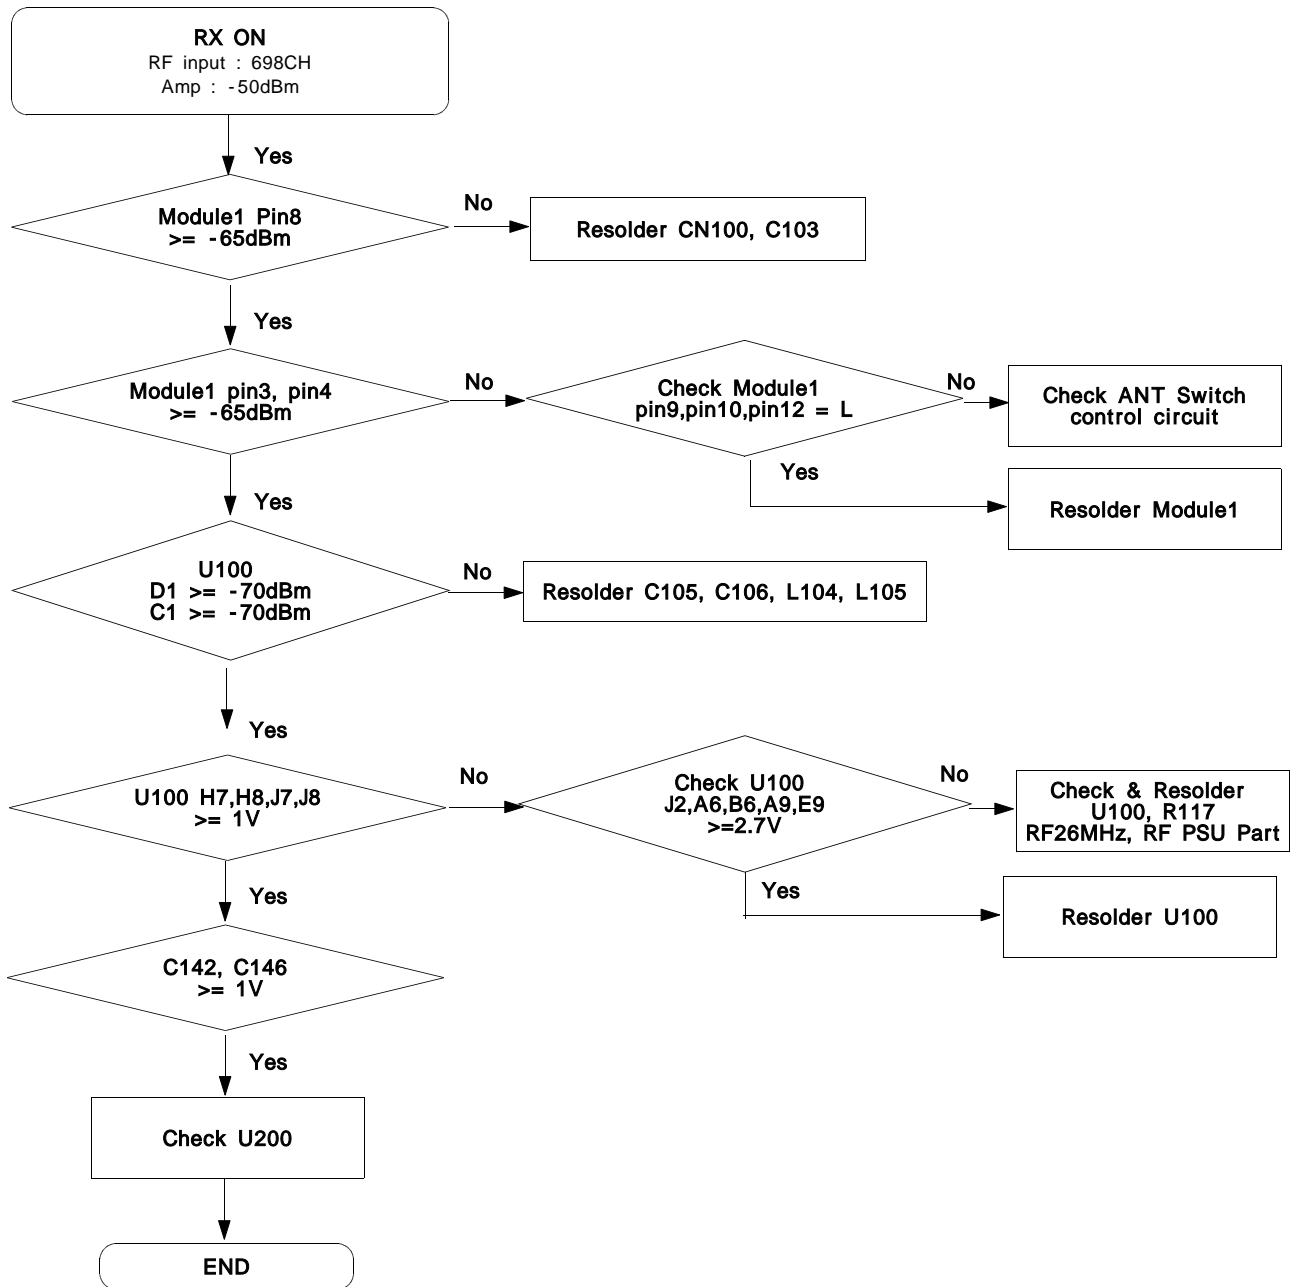 RX ON
RF input : 698CH
Amp : -50dBm
Yes
Module1 Pin8
>= -65dBm
No
Resolder CN100, C103
Yes
Module1 pin3, pin4
>= -65dBm
No
Check Module1
pin9,pin10,pin12 = L
No
Check ANT Switch
control circuit
Yes
Resolder Module1
Yes
U100
D1 >= -70dBm
C1 >= -70dBm
No
Resolder C105, C106, L104, L105
Yes
U100 H7,H8,J7,J8
>= 1V
No
Check U100
J2,A6,B6,A9,E9
>=2.7V
No
Check & Resolder
U100, R117
RF26MHz, RF PSU Part
Yes
Resolder U100
Yes
C142, C146
>= 1V
Yes
Check U200
END